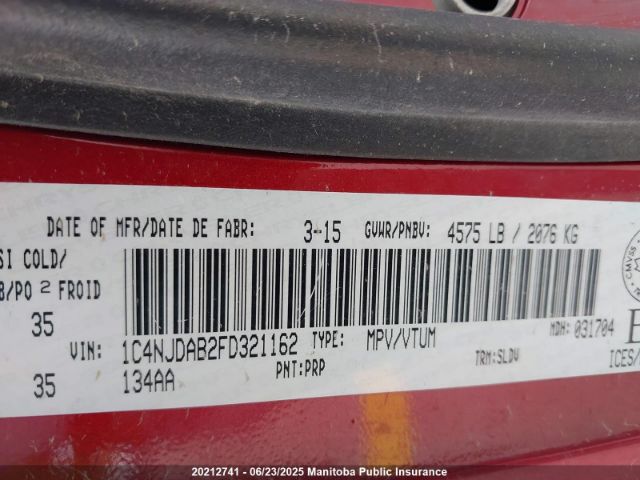 DATE OF MFR/DATE DE FABR: 3-15 GVWR/PNBV: 4575 LB / 2076 KG
SI COLD/
B/PO 2 FROID
35
VIN: 1C4NJDAB2FD321162 TYPE: MPV/VTUM MDH: 031704
35 134AA PNT:PRP TRM:SLDV ICES/
20212741 - 06/23/2025 Manitoba Public Insurance